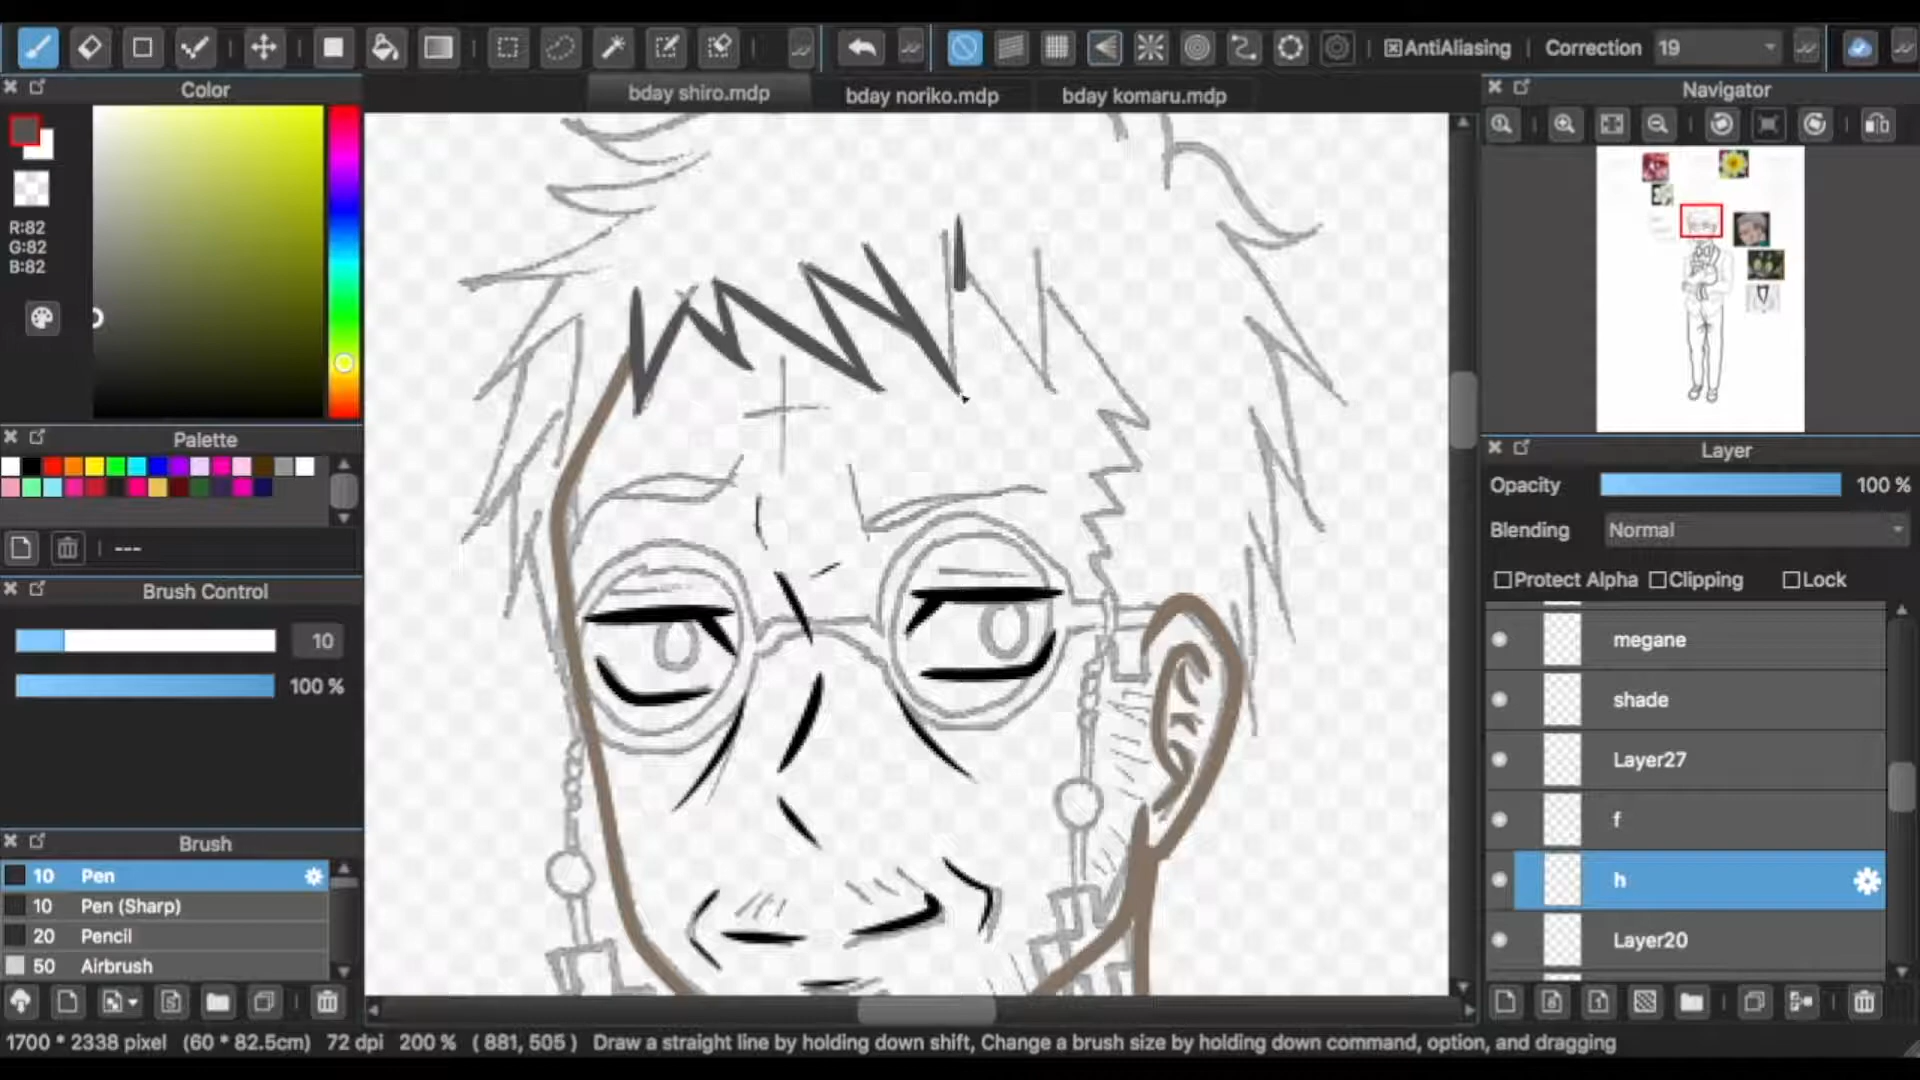 AntiAliasing
Correction 19
Color
bday shiro.mdp
bday noriko.mdp
bday komaru.mdp
Navigator
R:82
G:82
B:82
Palette
---
Layer
Opacity 100 %
Blending Normal
Protect Alpha Clipping Lock
Brush Control
10
100 %
megane
shade
Layer27
f
h
Layer20
Brush
10 Pen
10 Pen (Sharp)
20 Pencil
50 Airbrush
1700 * 2338 pixel (60 * 82.5cm) 72 dpi 200 % ( 881, 505 ) Draw a straight line by holding down shift, Change a brush size by holding down command, option, and dragging